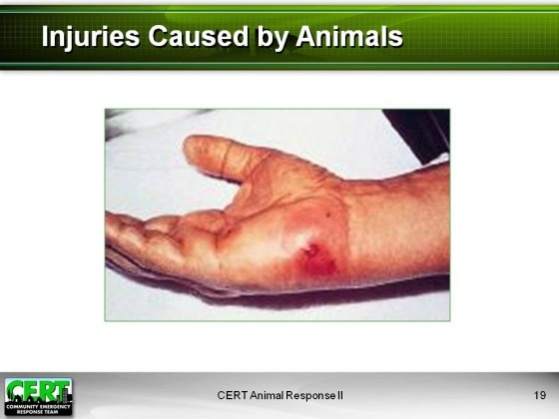 Injuries Caused by Animals
CERT
COMMUNITY EMERGENCY
RESPONSE TEAM
CERT Animal Response II
19